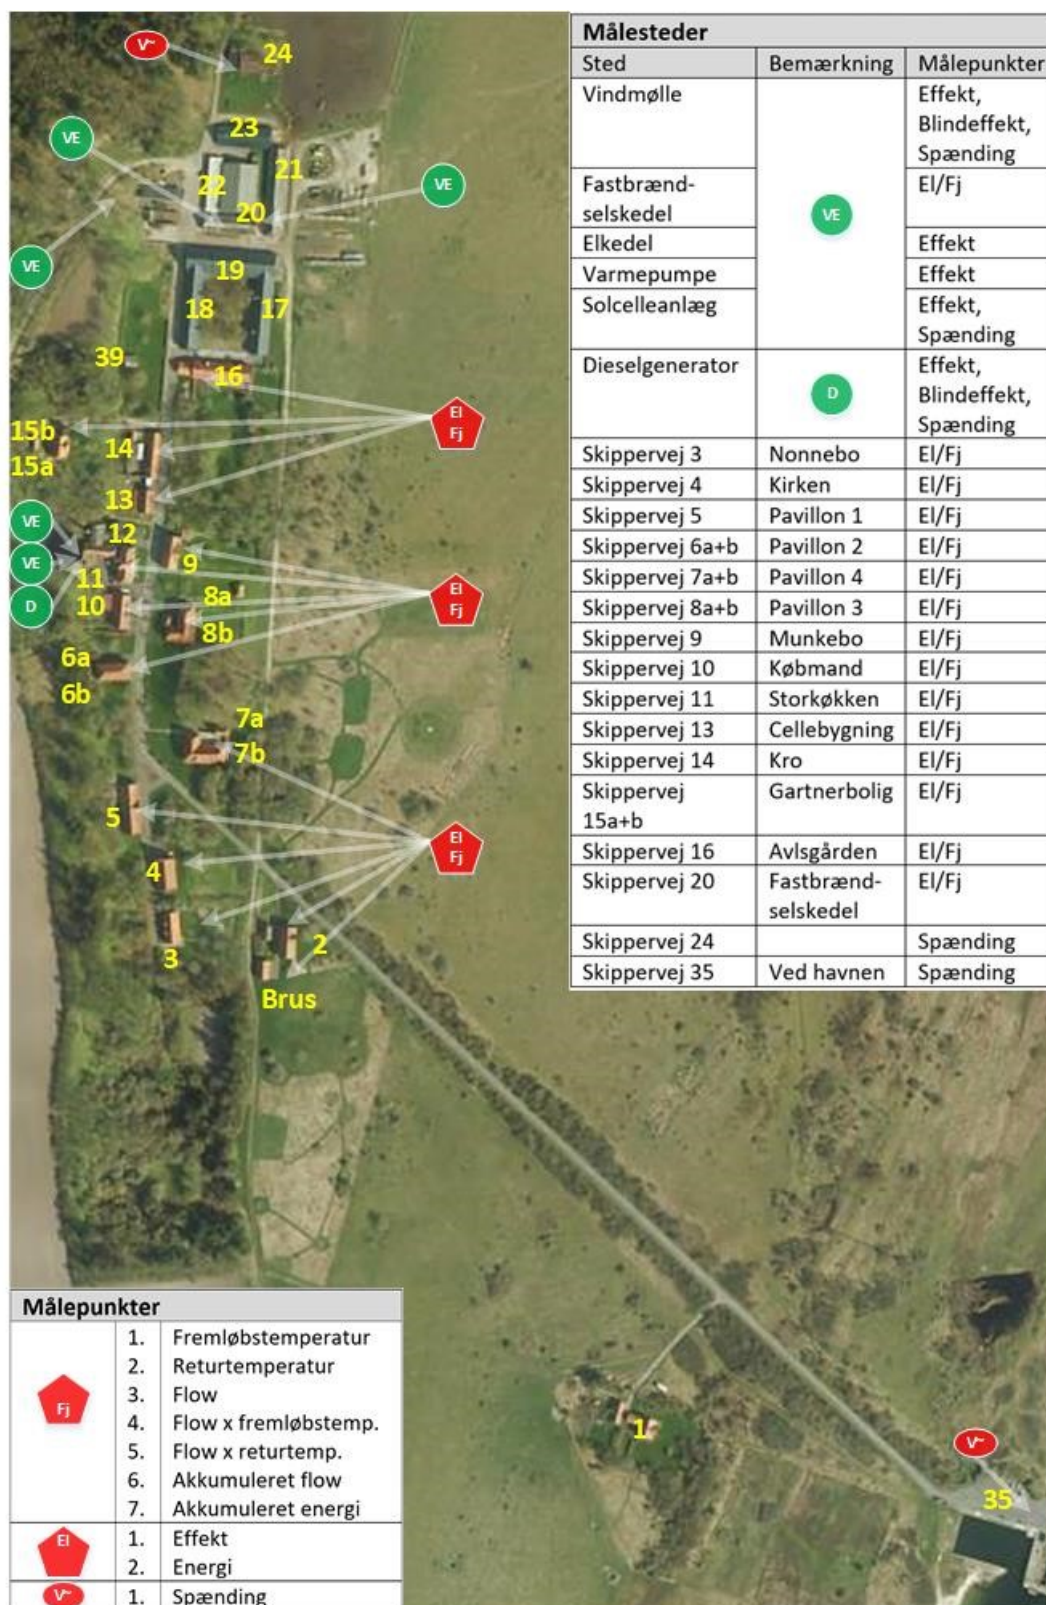 V~
24
23
VE
21
22
VE
20
VE
19
18
17
39
16
El
Fj
15b
14
15a
13
VE
12
VE
9
11
8a
El
Fj
D
10
8b
6a
6b
7a
7b
5
El
Fj
4
3
2
Brus
1
V~
35
Målesteder
Sted Bemærkning Målepunkter
Vindmølle Effekt,
Blindeffekt,
Spænding
Fastbrænd- El/Fj
selskedel
VE
Elkedel Effekt
Varmepumpe Effekt
Solcelleanlæg Effekt,
Spænding
Dieselgenerator Effekt,
D Blindeffekt,
Spænding
Skippervej 3 Nonnebo El/Fj
Skippervej 4 Kirken El/Fj
Skippervej 5 Pavillon 1 El/Fj
Skippervej 6a+b Pavillon 2 El/Fj
Skippervej 7a+b Pavillon 4 El/Fj
Skippervej 8a+b Pavillon 3 El/Fj
Skippervej 9 Munkebo El/Fj
Skippervej 10 Købmand El/Fj
Skippervej 11 Storkøkken El/Fj
Skippervej 13 Cellebygning El/Fj
Skippervej 14 Kro El/Fj
Skippervej Gartnerbolig El/Fj
15a+b
Skippervej 16 Avlsgården El/Fj
Skippervej 20 Fastbrænd- El/Fj
selskedel
Skippervej 24 Spænding
Skippervej 35 Ved havnen Spænding
Målepunkter
1. Fremløbstemperatur
2. Returtemperatur
3. Flow
Fj
4. Flow x fremløbstemp.
5. Flow x returtemp.
6. Akkumuleret flow
7. Akkumuleret energi
El 1. Effekt
2. Energi
V~ 1. Spænding